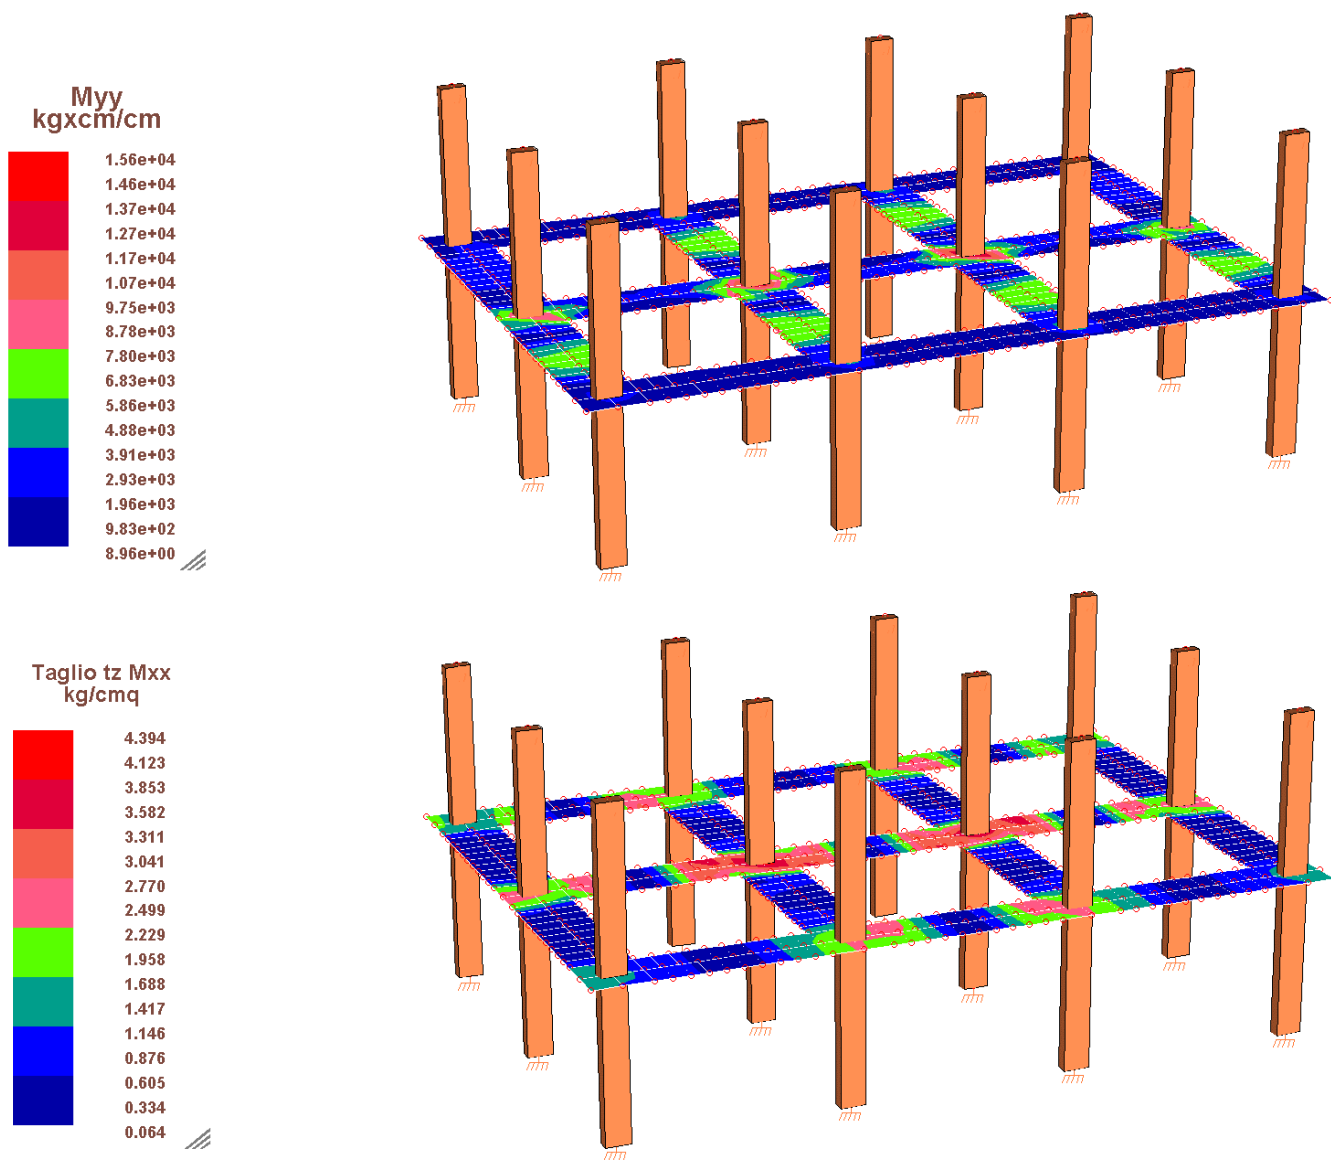 Myy
kgxcm/cm
1.56e+04
1.46e+04
1.37e+04
1.27e+04
1.17e+04
1.07e+04
9.75e+03
8.78e+03
7.80e+03
6.83e+03
5.86e+03
4.88e+03
3.91e+03
2.93e+03
1.96e+03
9.83e+02
8.96e+00
Taglio tz Mxx
kg/cmq
4.394
4.123
3.853
3.582
3.311
3.041
2.770
2.499
2.229
1.958
1.688
1.417
1.146
0.876
0.605
0.334
0.064